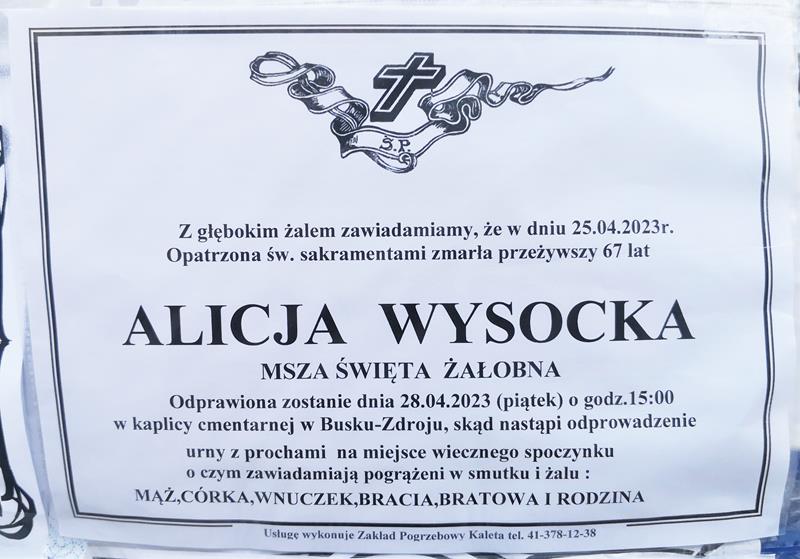 Ś.P.
Z głębokim żalem zawiadamiamy, że w dniu 25.04.2023r.
Opatrzona św. sakramentami zmarła przeżywszy 67 lat
ALICJA WYSOCKA
MSZA ŚWIĘTA ŻAŁOBNA
Odprawiona zostanie dnia 28.04.2023 (piątek) o godz.15:00
w kaplicy cmentarnej w Busku-Zdroju, skąd nastąpi odprowadzenie
urny z prochami na miejsce wiecznego spoczynku
o czym zawiadamiają pogrążeni w smutku i żalu :
MĄŻ,CÓRKA,WNUCZEK,BRACIA,BRATOWA I RODZINA
Usługę wykonuje Zakład Pogrzebowy Kaleta tel. 41-378-12-38